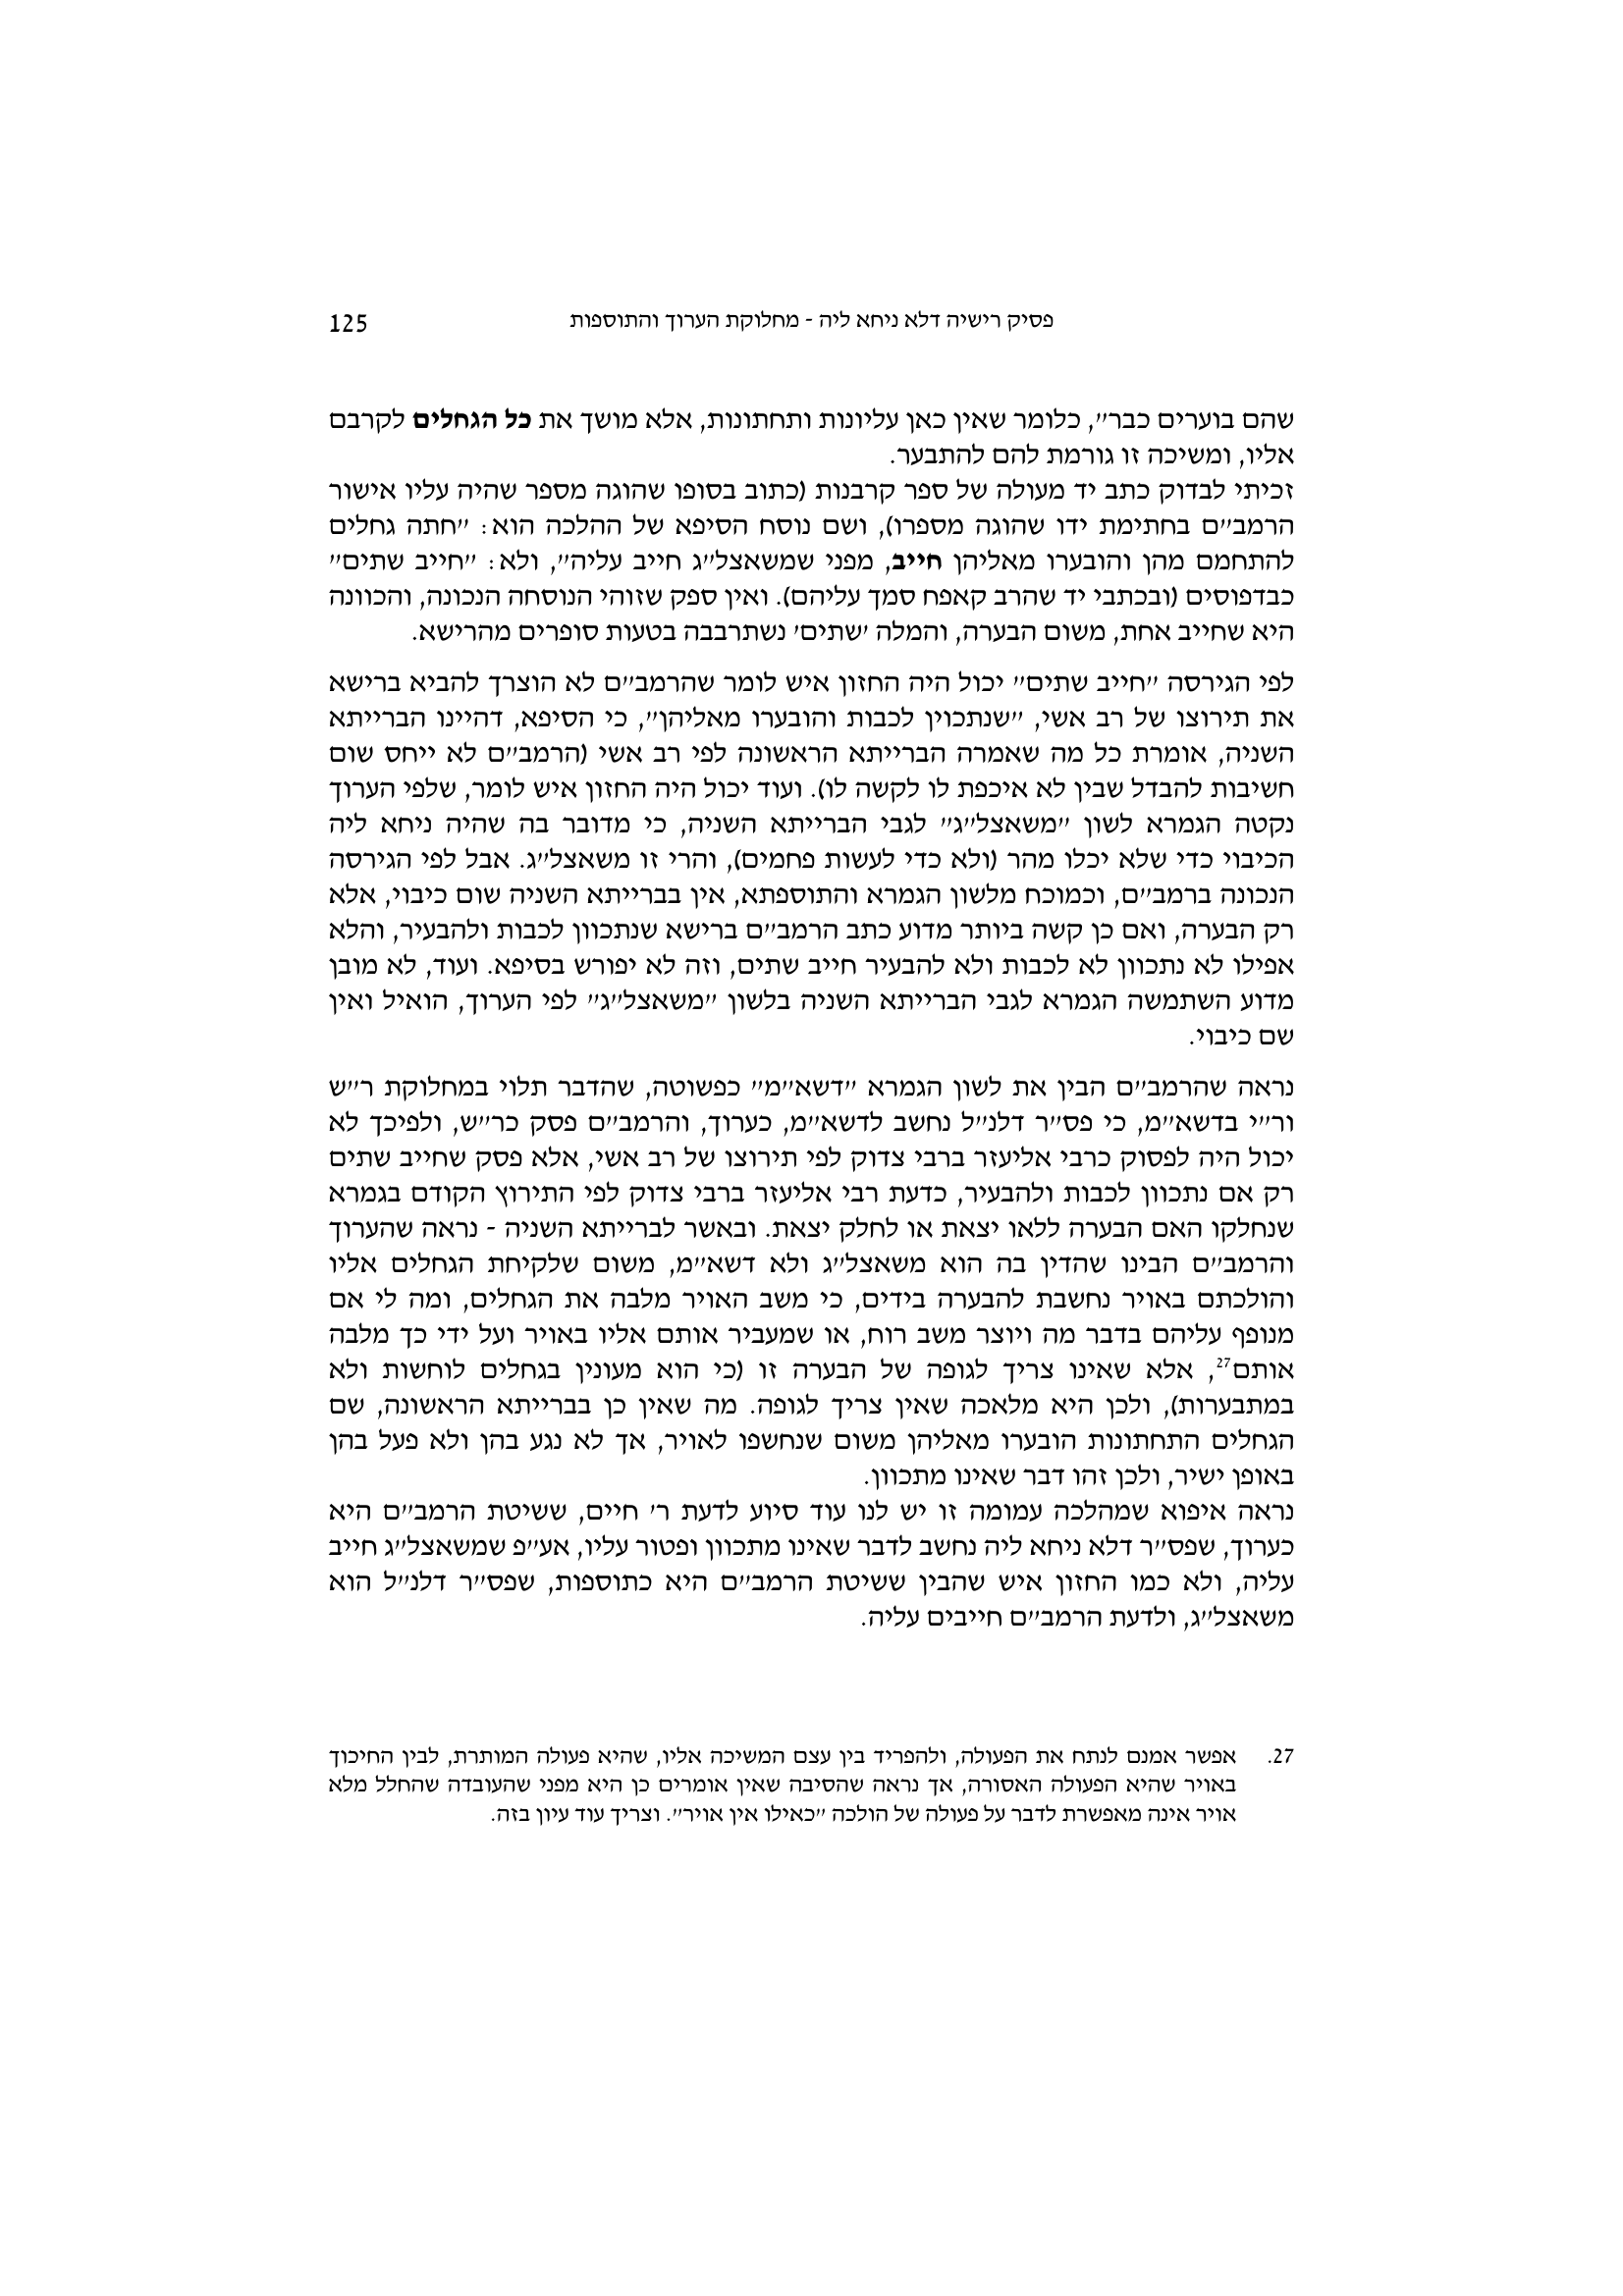 פסיק רישיה דלא ניחא ליה - מחלוקת הערוך והתוספות 125
שהם בוערים כבר״, כלומר שאין כאן עליונות ותחתונות, אלא מושך את כל הגחלים לקרבם
אליו, ומשיכה זו גורמת להם להתבער.
זכיתי לבדוק כתב יד מעולה של ספר קרבנות (כתוב בסופו שהוגה מספר שהיה עליו אישור
הרמב״ם בחתימת ידו שהוגה מספרו), ושם נוסח הסיפא של ההלכה הוא: ״חתה גחלים
להתחמם מהן והובערו מאליהן חייב, מפני שמשאצל״ג חייב עליה״, ולא: ״חייב שתים״
כבדפוסים (ובכתבי יד שהרב קאפח סמך עליהם). ואין ספק שזוהי הנוסחה הנכונה, והכוונה
היא שחייב אחת, משום הבערה, והמלה ׳שתים׳ נשתרבבה בטעות סופרים מהרישא.
לפי הגירסה ״חייב שתים״ יכול היה החזון איש לומר שהרמב״ם לא הוצרך להביא ברישא
את תירוצו של רב אשי, ״שנתכוין לכבות והובערו מאליהן״, כי הסיפא, דהיינו הברייתא
השניה, אומרת כל מה שאמרה הברייתא הראשונה לפי רב אשי (הרמב״ם לא ייחס שום
חשיבות להבדל שבין לא איכפת לו לקשה לו). ועוד יכול היה החזון איש לומר, שלפי הערוך
נקטה הגמרא לשון ״משאצל״ג״ לגבי הברייתא השניה, כי מדובר בה שהיה ניחא ליה
הכיבוי כדי שלא יכלו מהר (ולא כדי לעשות פחמים), והרי זו משאצל״ג. אבל לפי הגירסה
הנכונה ברמב״ם, וכמוכח מלשון הגמרא והתוספתא, אין בברייתא השניה שום כיבוי, אלא
רק הבערה, ואם כן קשה ביותר מדוע כתב הרמב״ם ברישא שנתכוון לכבות ולהבעיר, והלא
אפילו לא נתכוון לא לכבות ולא להבעיר חייב שתים, וזה לא יפורש בסיפא. ועוד, לא מובן
מדוע השתמשה הגמרא לגבי הברייתא השניה בלשון ״משאצל״ג״ לפי הערוך, הואיל ואין
שם כיבוי.
נראה שהרמב״ם הבין את לשון הגמרא ״דשא״מ״ כפשוטה, שהדבר תלוי במחלוקת ר״ש
ור״י בדשא״מ, כי פס״ר דלנ״ל נחשב לדשא״מ, כערוך, והרמב״ם פסק כר״ש, ולפיכך לא
יכול היה לפסוק כרבי אליעזר ברבי צדוק לפי תירוצו של רב אשי, אלא פסק שחייב שתים
רק אם נתכוון לכבות ולהבעיר, כדעת רבי אליעזר ברבי צדוק לפי התירוץ הקודם בגמרא
שנחלקו האם הבערה ללאו יצאת או לחלק יצאת. ובאשר לברייתא השניה - נראה שהערוך
והרמב״ם הבינו שהדין בה הוא משאצל״ג ולא דשא״מ, משום שלקיחת הגחלים אליו
והולכתם באויר נחשבת להבערה בידים, כי משב האויר מלבה את הגחלים, ומה לי אם
מנופף עליהם בדבר מה ויוצר משב רוח, או שמעביר אותם אליו באויר ועל ידי כך מלבה
אותם27, אלא שאינו צריך לגופה של הבערה זו (כי הוא מעונין בגחלים לוחשות ולא
במתבערות), ולכן היא מלאכה שאין צריך לגופה. מה שאין כן בברייתא הראשונה, שם
הגחלים התחתונות הובערו מאליהן משום שנחשפו לאויר, אך לא נגע בהן ולא פעל בהן
באופן ישיר, ולכן זהו דבר שאינו מתכוון.
נראה איפוא שמהלכה עמומה זו יש לנו עוד סיוע לדעת ר׳ חיים, ששיטת הרמב״ם היא
כערוך, שפס״ר דלא ניחא ליה נחשב לדבר שאינו מתכוון ופטור עליו, אע״פ שמשאצל״ג חייב
עליה, ולא כמו החזון איש שהבין ששיטת הרמב״ם היא כתוספות, שפס״ר דלנ״ל הוא
משאצל״ג, ולדעת הרמב״ם חייבים עליה.
27. אפשר אמנם לנתח את הפעולה, ולהפריד בין עצם המשיכה אליו, שהיא פעולה המותרת, לבין החיכוך
באויר שהיא הפעולה האסורה, אך נראה שהסיבה שאין אומרים כן היא מפני שהעובדה שהחלל מלא
אויר אינה מאפשרת לדבר על פעולה של הולכה ״כאילו אין אויר״. וצריך עוד עיון בזה.